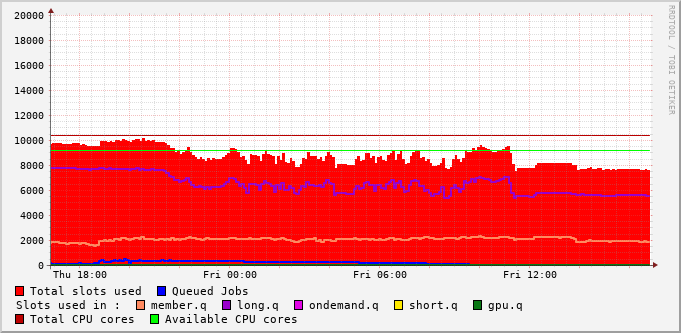 20000
18000
16000
14000
12000
10000
8000
6000
4000
2000
0
Thu 18:00 Fri 00:00 Fri 06:00 Fri 12:00
RRDTOOL / TOBI OETIKER
Total slots used Queued Jobs
Slots used in : member.q long.q ondemand.q short.q gpu.q
Total CPU cores Available CPU cores